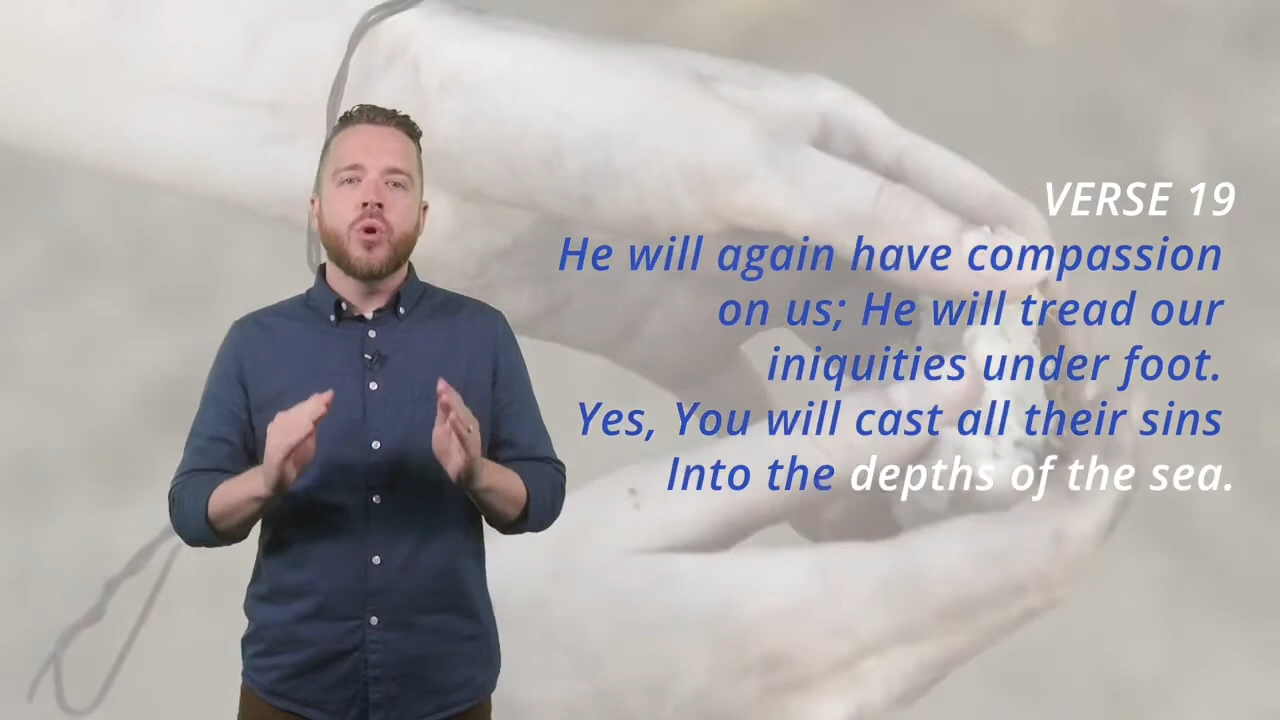 VERSE 19
He will again have compassion
on us; He will tread our
iniquities under foot.
Yes, You will cast all their sins
Into the depths of the sea.